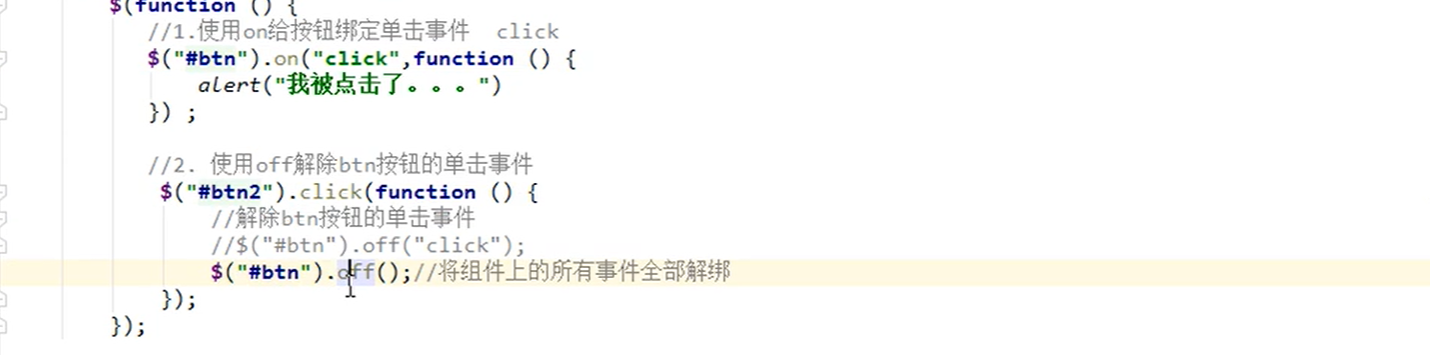 $(function () {
//1.使用on给按钮绑定单击事件  click
$("#btn").on("click",function () {
alert("我被点击了。。。")
}) ;
//2. 使用off解除btn按钮的单击事件
$("#btn2").click(function () {
//解除btn按钮的单击事件
//$("#btn").off("click");
$("#btn").off();//将组件上的所有事件全部解绑
});
});